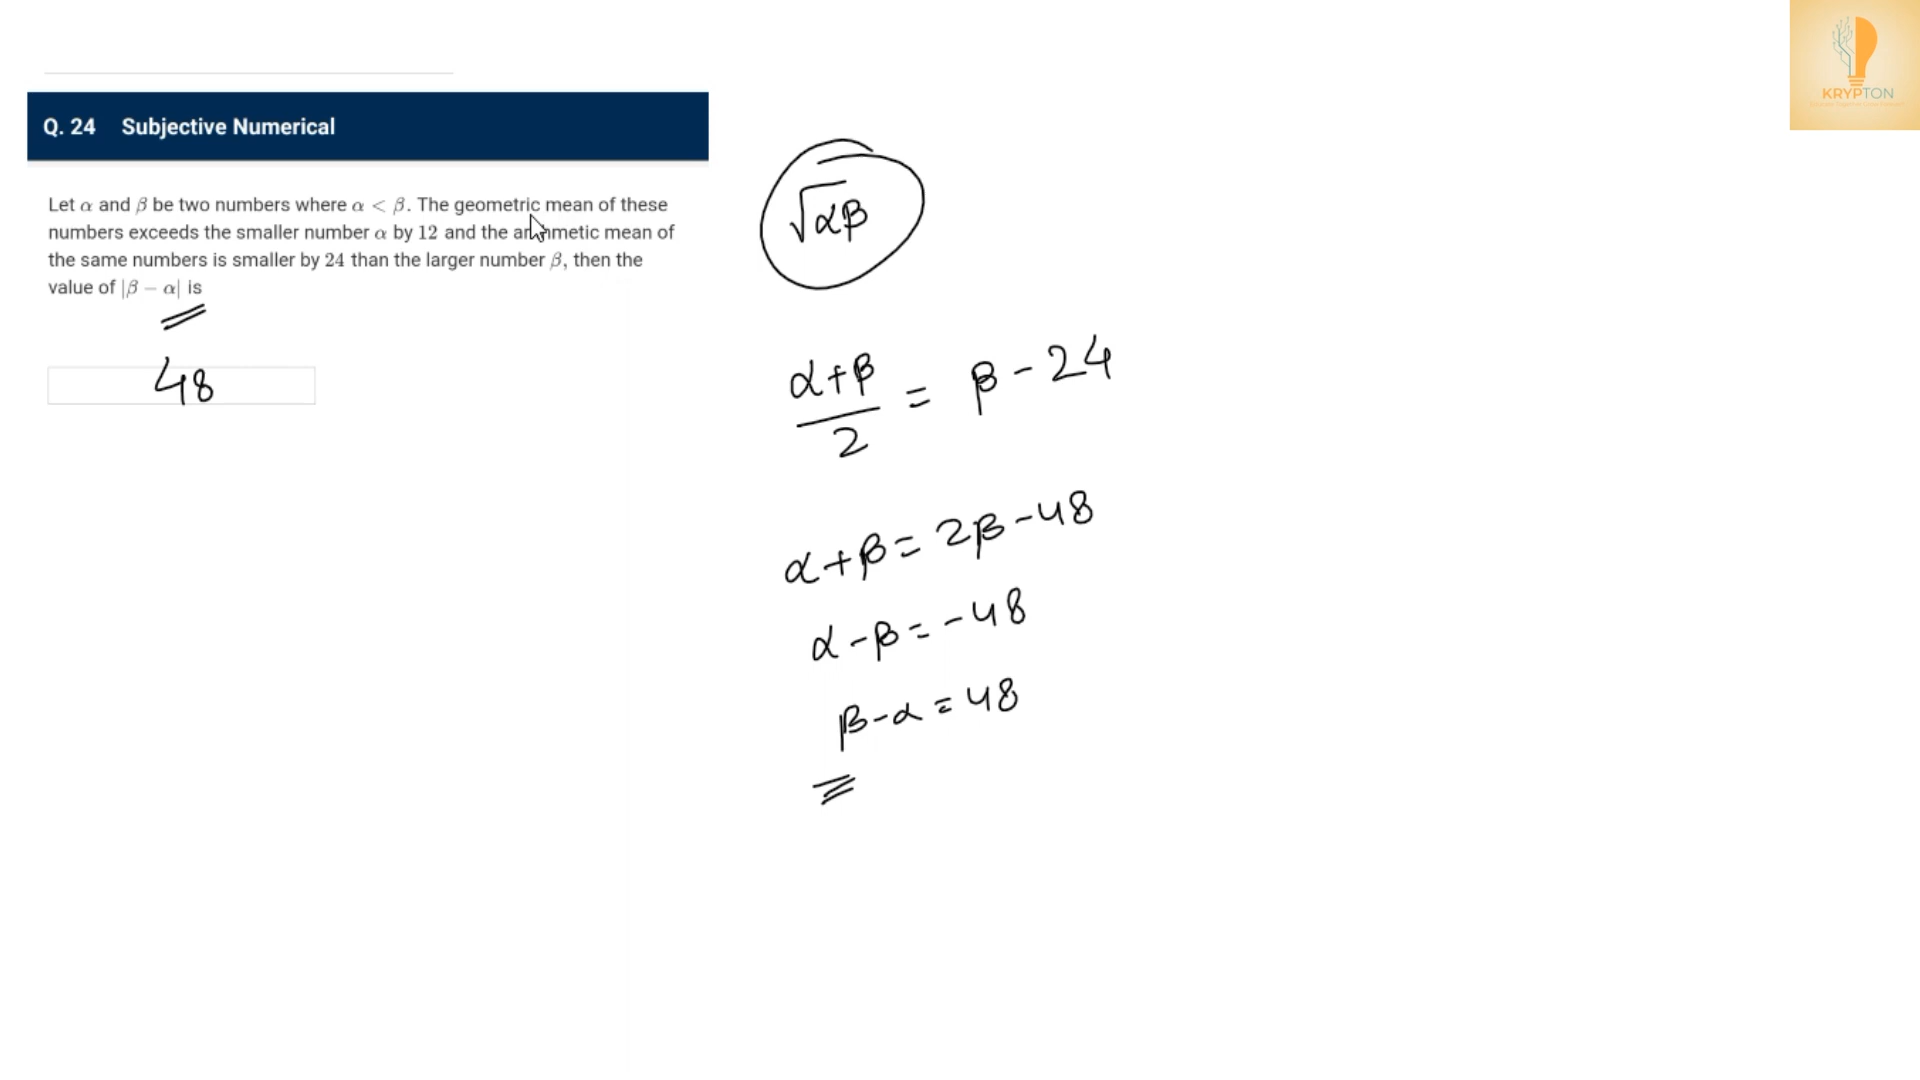 KRYPTON
Q. 24 Subjective Numerical
Let α and β be two numbers where α < β. The geometric mean of these
numbers exceeds the smaller number α by 12 and the arithmetic mean of
the same numbers is smaller by 24 than the larger number β, then the
value of |β − α| is
48
√αβ
α+β/2 = β-24
α+β = 2β-48
α-β = -48
β-α = 48